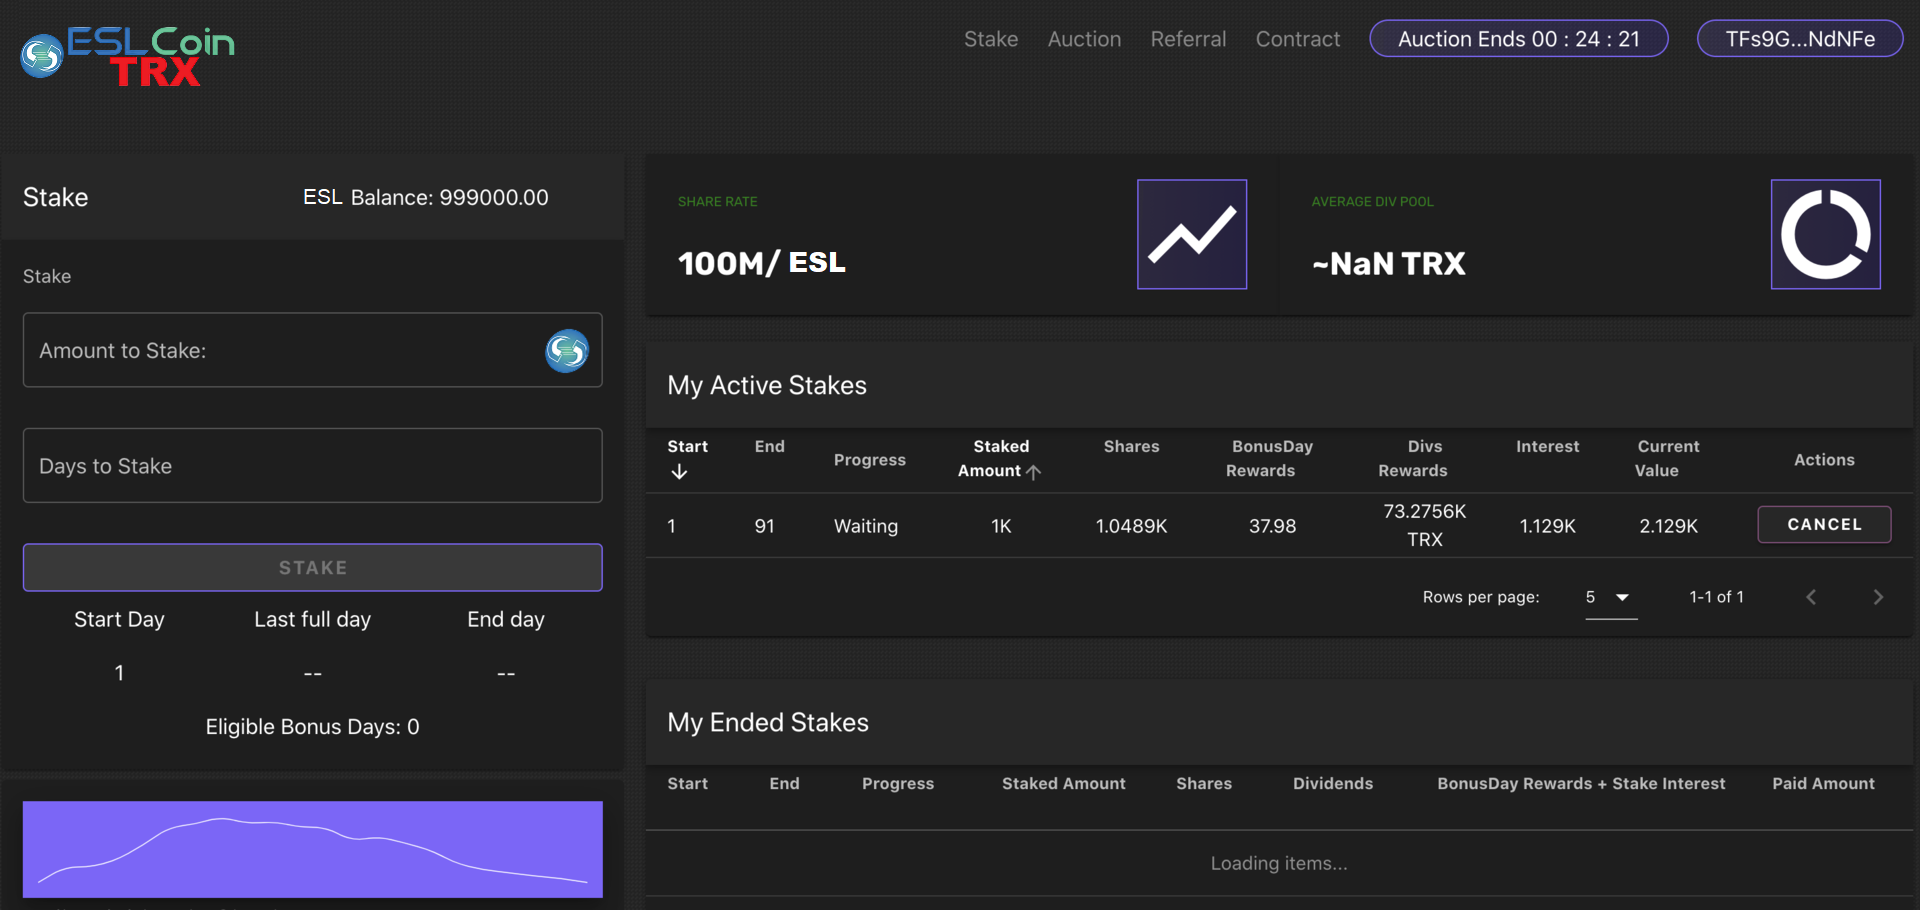 ESLCoin
TRX
Stake Auction Referral Contract Auction Ends 00 : 24 : 21 TFs9G...NdNFe
Stake ESL Balance: 999000.00
Stake
Amount to Stake:
Days to Stake
STAKE
Start Day Last full day End day
1 -- --
Eligible Bonus Days: 0
SHARE RATE
100M/ ESL
AVERAGE DIV POOL
~NaN TRX
My Active Stakes
Start End Progress Staked Amount Shares BonusDay Rewards Divs Rewards Interest Current Value Actions
1 91 Waiting 1K 1.0489K 37.98 73.2756K TRX 1.129K 2.129K CANCEL
Rows per page: 5 1-1 of 1
My Ended Stakes
Start End Progress Staked Amount Shares Dividends BonusDay Rewards + Stake Interest Paid Amount
Loading items...